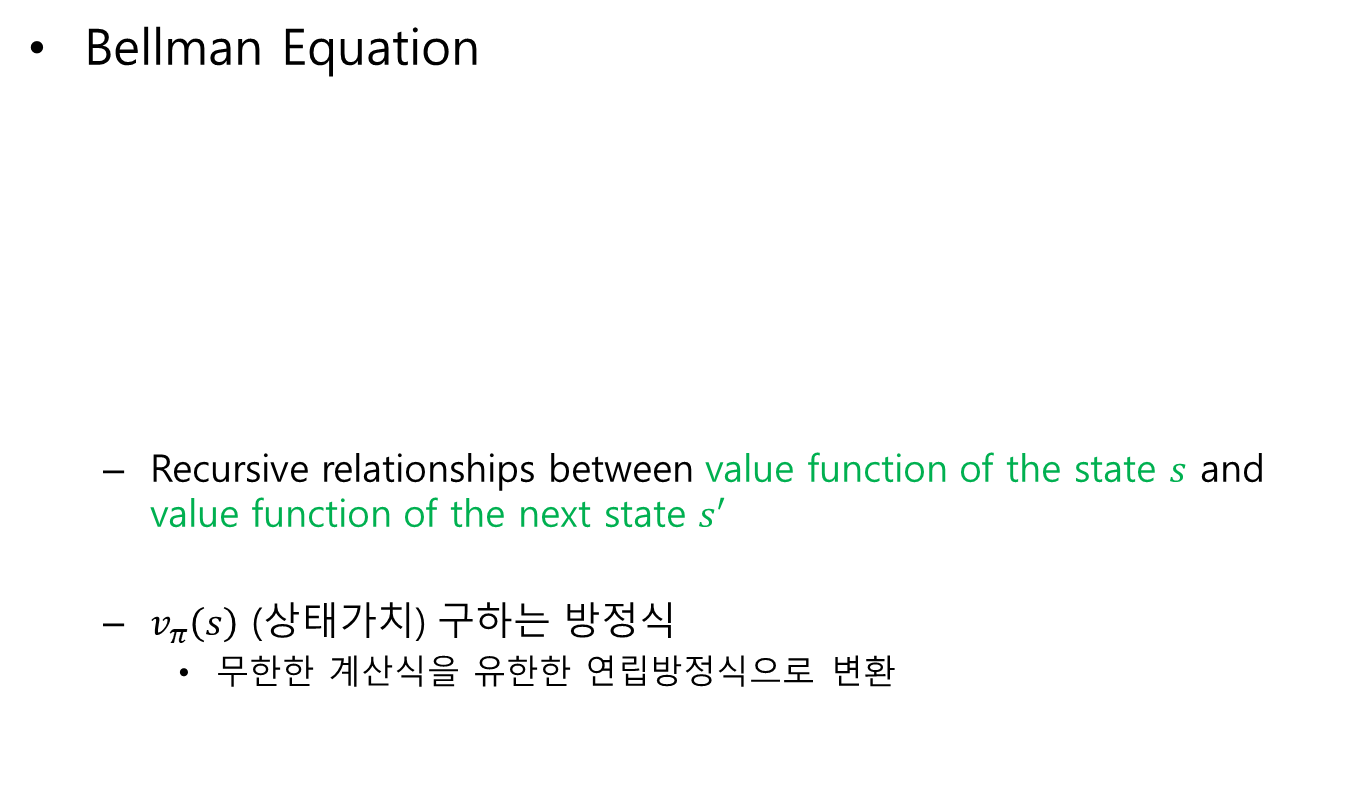 • Bellman Equation
– Recursive relationships between value function of the state 𝑠 and
value function of the next state 𝑠′
– 𝑣𝜋(𝑠) (상태가치) 구하는 방정식
• 무한한 계산식을 유한한 연립방정식으로 변환